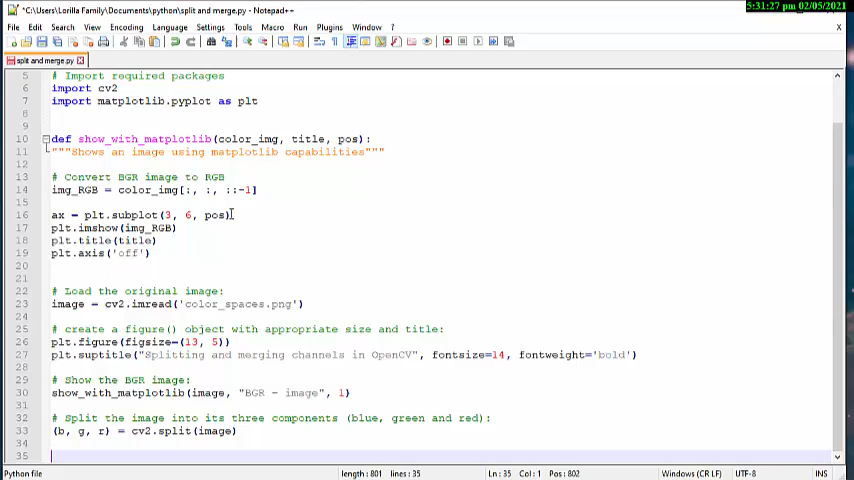 *C:\Users\Lorilla Family\Documents\python\split and merge.py - Notepad++
5:31:27 pm 02/05/2021
File Edit Search View Encoding Language Settings Tools Macro Run Plugins Window ?
X
split and merge.py
5 # Import required packages
6 import cv2
7 import matplotlib.pyplot as plt
8
9
10 def show_with_matplotlib(color_img, title, pos):
11 """Shows an image using matplotlib capabilities"""
12
13 # Convert BGR image to RGB
14 img_RGB = color_img[:, :, ::-1]
15
16 ax = plt.subplot(3, 6, pos)
17 plt.imshow(img_RGB)
18 plt.title(title)
19 plt.axis('off')
20
21
22 # Load the original image:
23 image = cv2.imread('color_spaces.png')
24
25 # create a figure() object with appropriate size and title:
26 plt.figure(figsize=(13, 5))
27 plt.suptitle("Splitting and merging channels in OpenCV", fontsize=14, fontweight='bold')
28
29 # Show the BGR image:
30 show_with_matplotlib(image, "BGR - image", 1)
31
32 # Split the image into its three components (blue, green and red):
33 (b, g, r) = cv2.split(image)
34
35
Python file length : 801 lines : 35 Ln : 35 Col : 1 Pos : 802 Windows (CR LF) UTF-8 INS